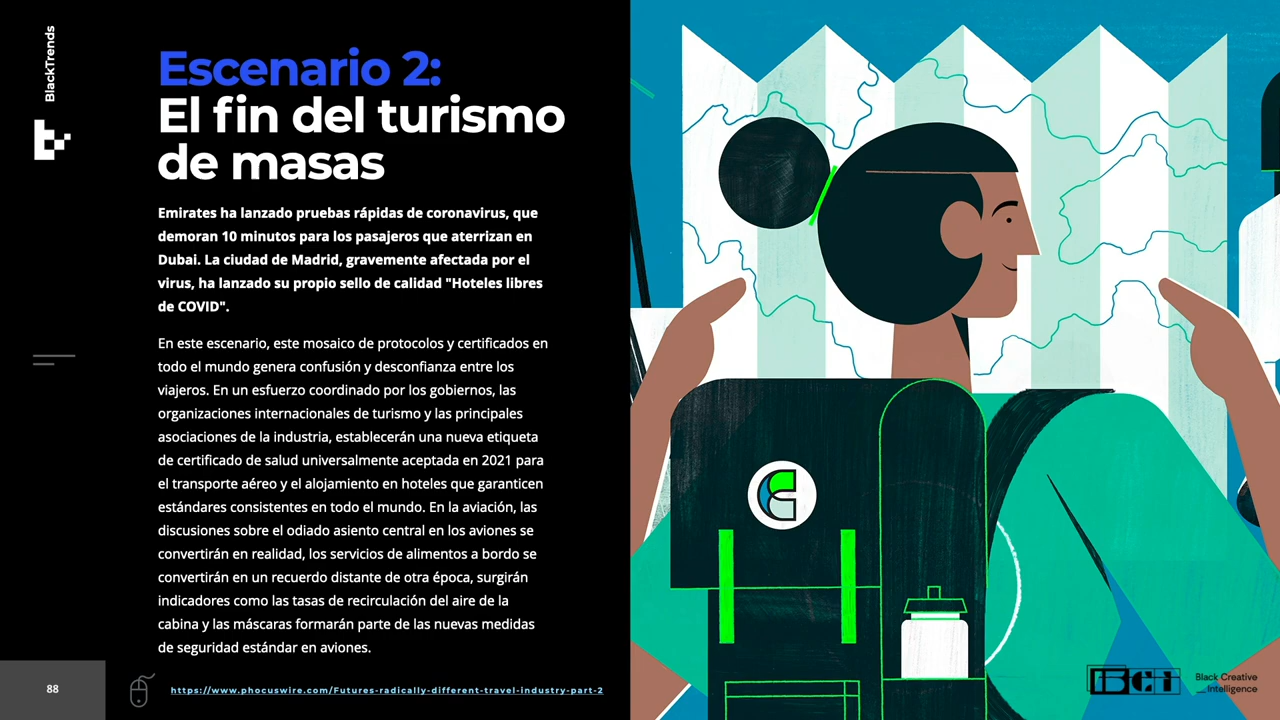 BlackTrends
Escenario 2:
El fin del turismo
de masas
Emirates ha lanzado pruebas rápidas de coronavirus, que
demoran 10 minutos para los pasajeros que aterrizan en
Dubai. La ciudad de Madrid, gravemente afectada por el
virus, ha lanzado su propio sello de calidad "Hoteles libres
de COVID".
En este escenario, este mosaico de protocolos y certificados en
todo el mundo genera confusión y desconfianza entre los
viajeros. En un esfuerzo coordinado por los gobiernos, las
organizaciones internacionales de turismo y las principales
asociaciones de la industria, establecerán una nueva etiqueta
de certificado de salud universalmente aceptada en 2021 para
el transporte aéreo y el alojamiento en hoteles que garanticen
estándares consistentes en todo el mundo. En la aviación, las
discusiones sobre el odiado asiento central en los aviones se
convertirán en realidad, los servicios de alimentos a bordo se
convertirán en un recuerdo distante de otra época, surgirán
indicadores como las tasas de recirculación del aire de la
cabina y las máscaras formarán parte de las nuevas medidas
de seguridad estándar en aviones.
88
https://www.phocuswire.com/Futures-radically-different-travel-industry-part-2
BCI
Black Creative
__ Intelligence